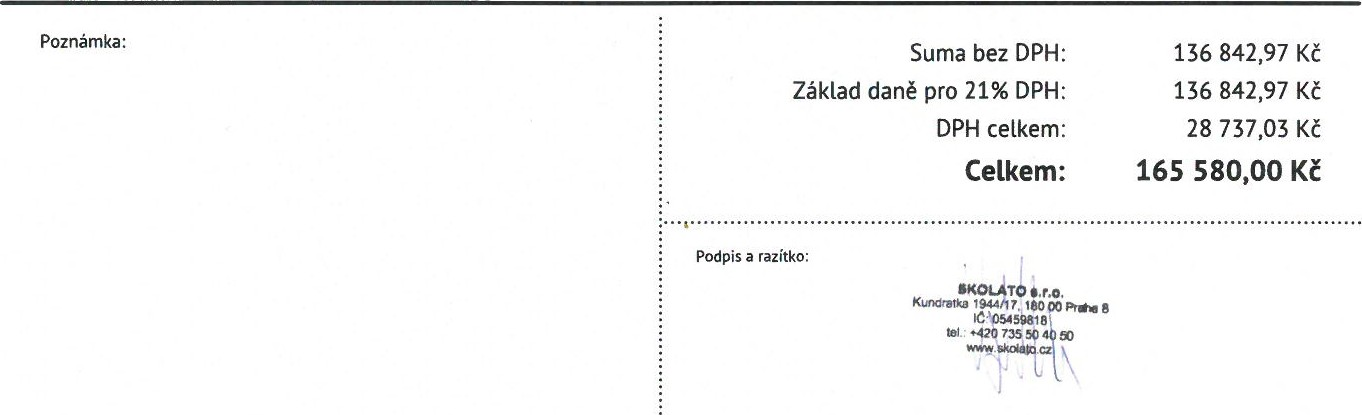 Poznámka:
Suma bez DPH: 136 842,97 Kč
Základ daně pro 21% DPH: 136 842,97 Kč
DPH celkem: 28 737,03 Kč
Celkem: 165 580,00 Kč
Podpis a razítko:
SKOLATO s.r.o.
Kundratka 1944/17, 180 00 Praha 8
IČ: 05459818
tel.: +420 735 50 40 50
www.skolato.cz